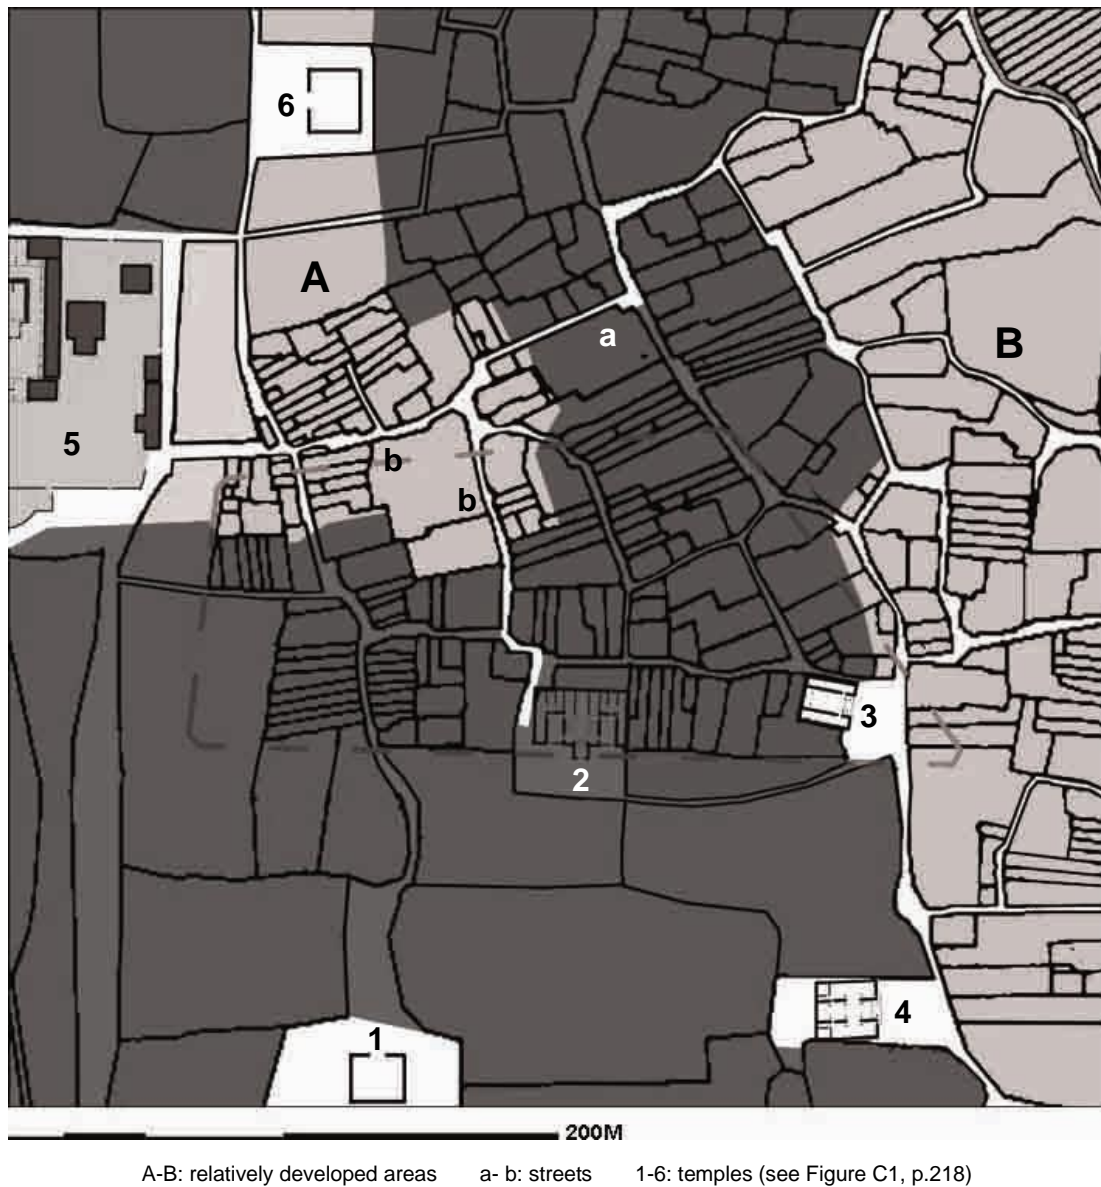 6
A
a
B
5
b
b
3
2
4
1
200M
A-B: relatively developed areas a- b: streets 1-6: temples (see Figure C1, p.218)